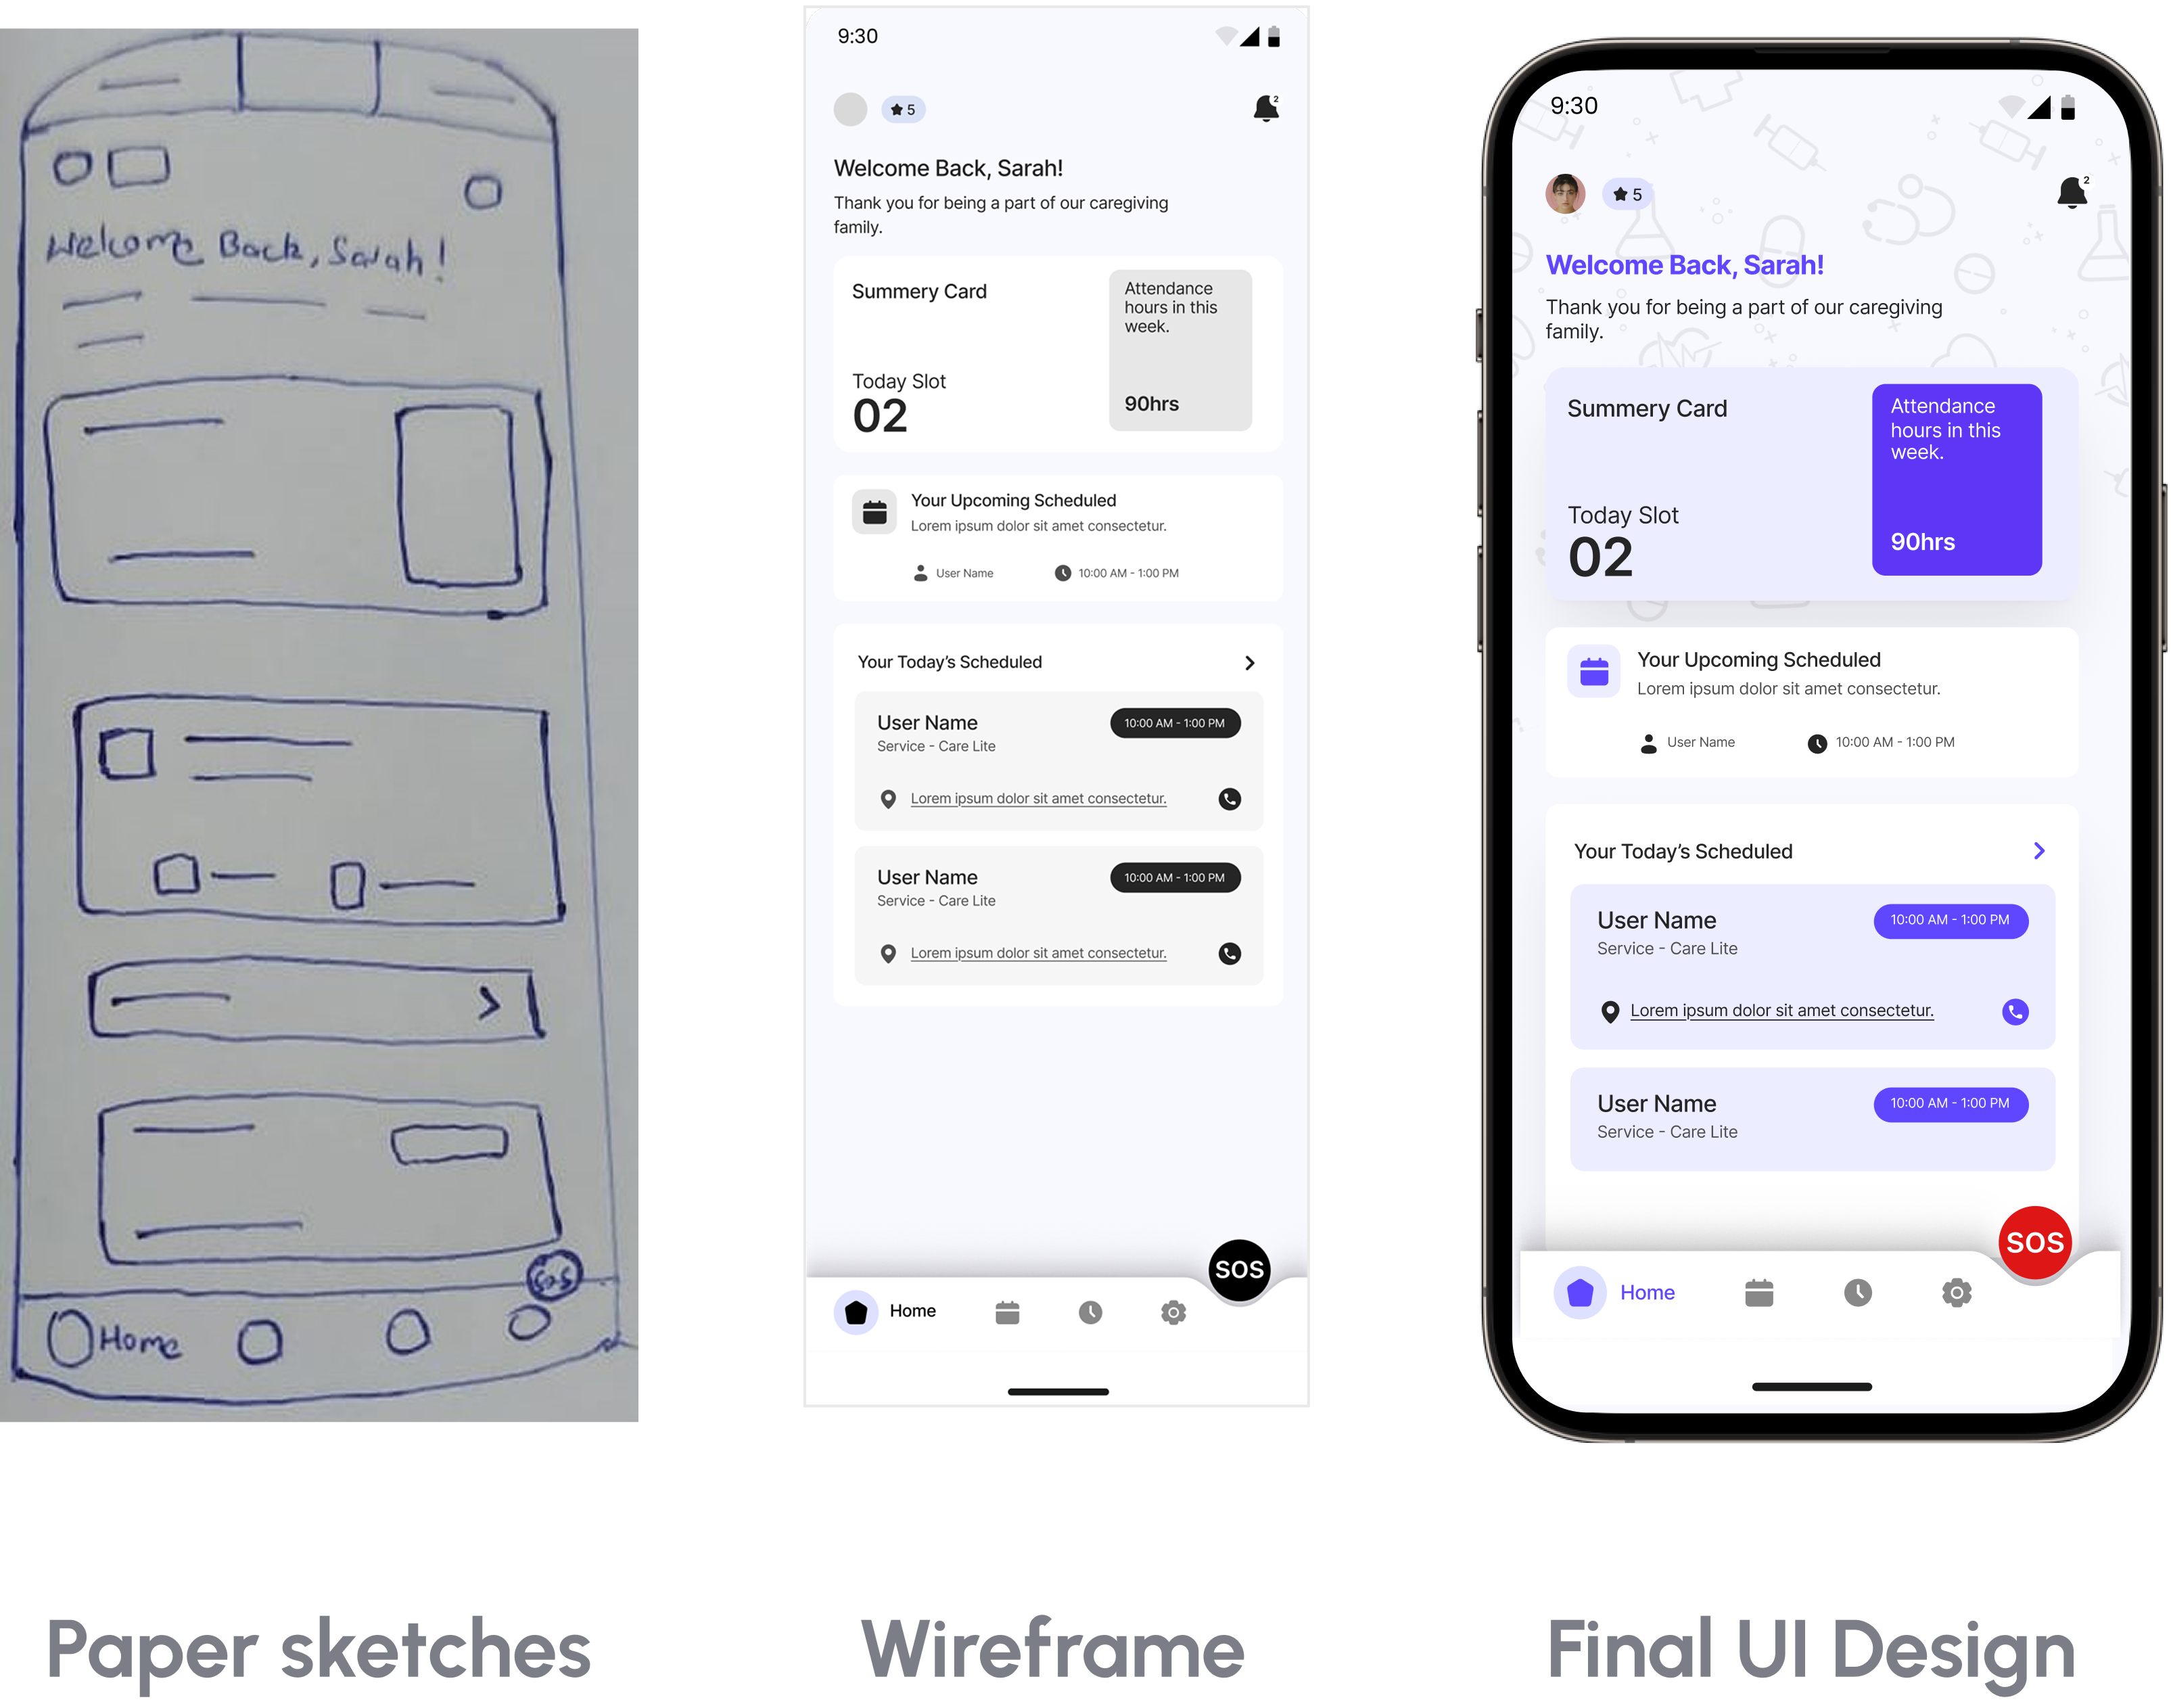 Welcome Back, Sarah!
SOS
Home
Paper sketches
9:30
5
2
Welcome Back, Sarah!
Thank you for being a part of our caregiving
family.
Summery Card
Attendance
hours in this
week.
Today Slot
02
90hrs
Your Upcoming Scheduled
Lorem ipsum dolor sit amet consectetur.
User Name
10:00 AM - 1:00 PM
Your Today's Scheduled
User Name
10:00 AM - 1:00 PM
Service - Care Lite
Lorem ipsum dolor sit amet consectetur.
User Name
10:00 AM - 1:00 PM
Service - Care Lite
Lorem ipsum dolor sit amet consectetur.
SOS
Home
Wireframe
9:30
5
2
Welcome Back, Sarah!
Thank you for being a part of our caregiving
family.
Summery Card
Attendance
hours in this
week.
Today Slot
02
90hrs
Your Upcoming Scheduled
Lorem ipsum dolor sit amet consectetur.
User Name
10:00 AM - 1:00 PM
Your Today’s Scheduled
User Name
10:00 AM - 1:00 PM
Service - Care Lite
Lorem ipsum dolor sit amet consectetur.
User Name
10:00 AM - 1:00 PM
Service - Care Lite
SOS
Home
Final UI Design